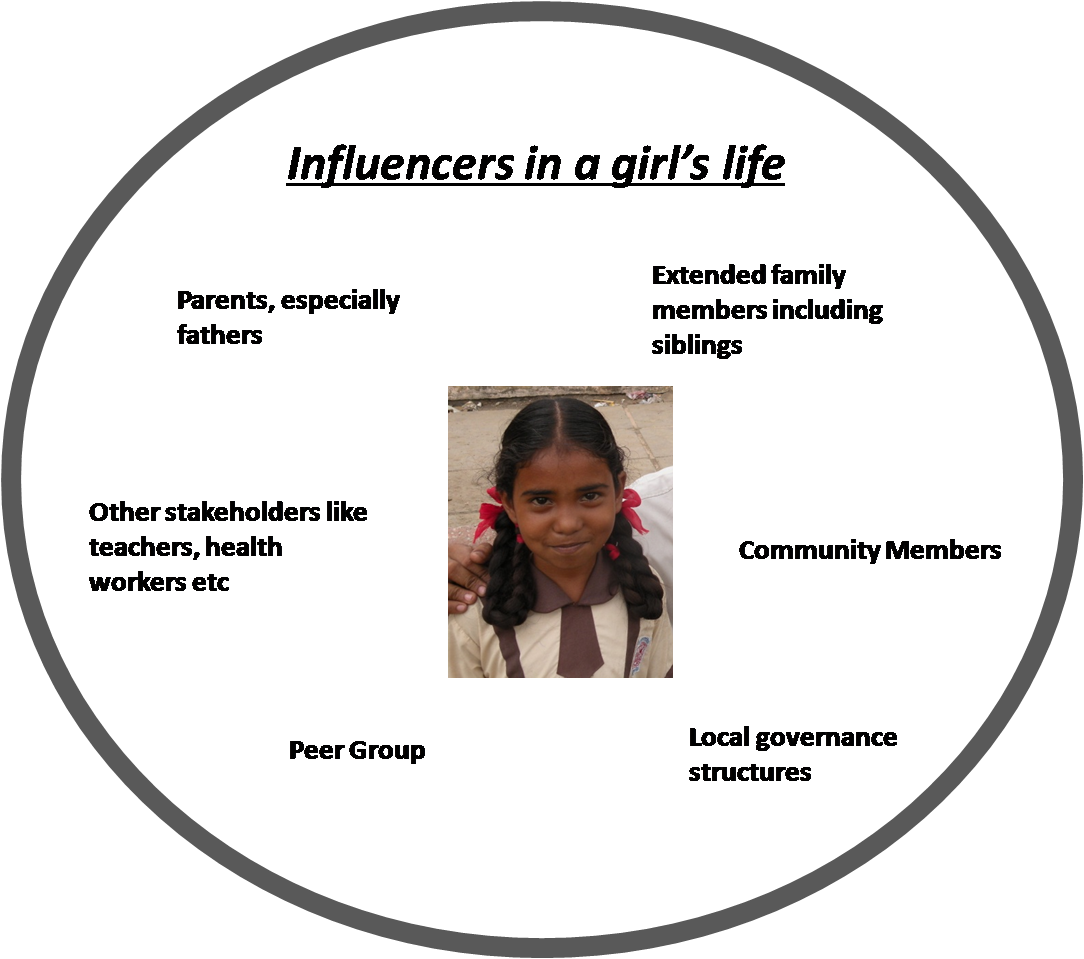 Influencers in a girl’s life
Parents, especially
fathers
Extended family
members including
siblings
Other stakeholders like
teachers, health
workers etc
Community Members
Peer Group
Local governance
structures